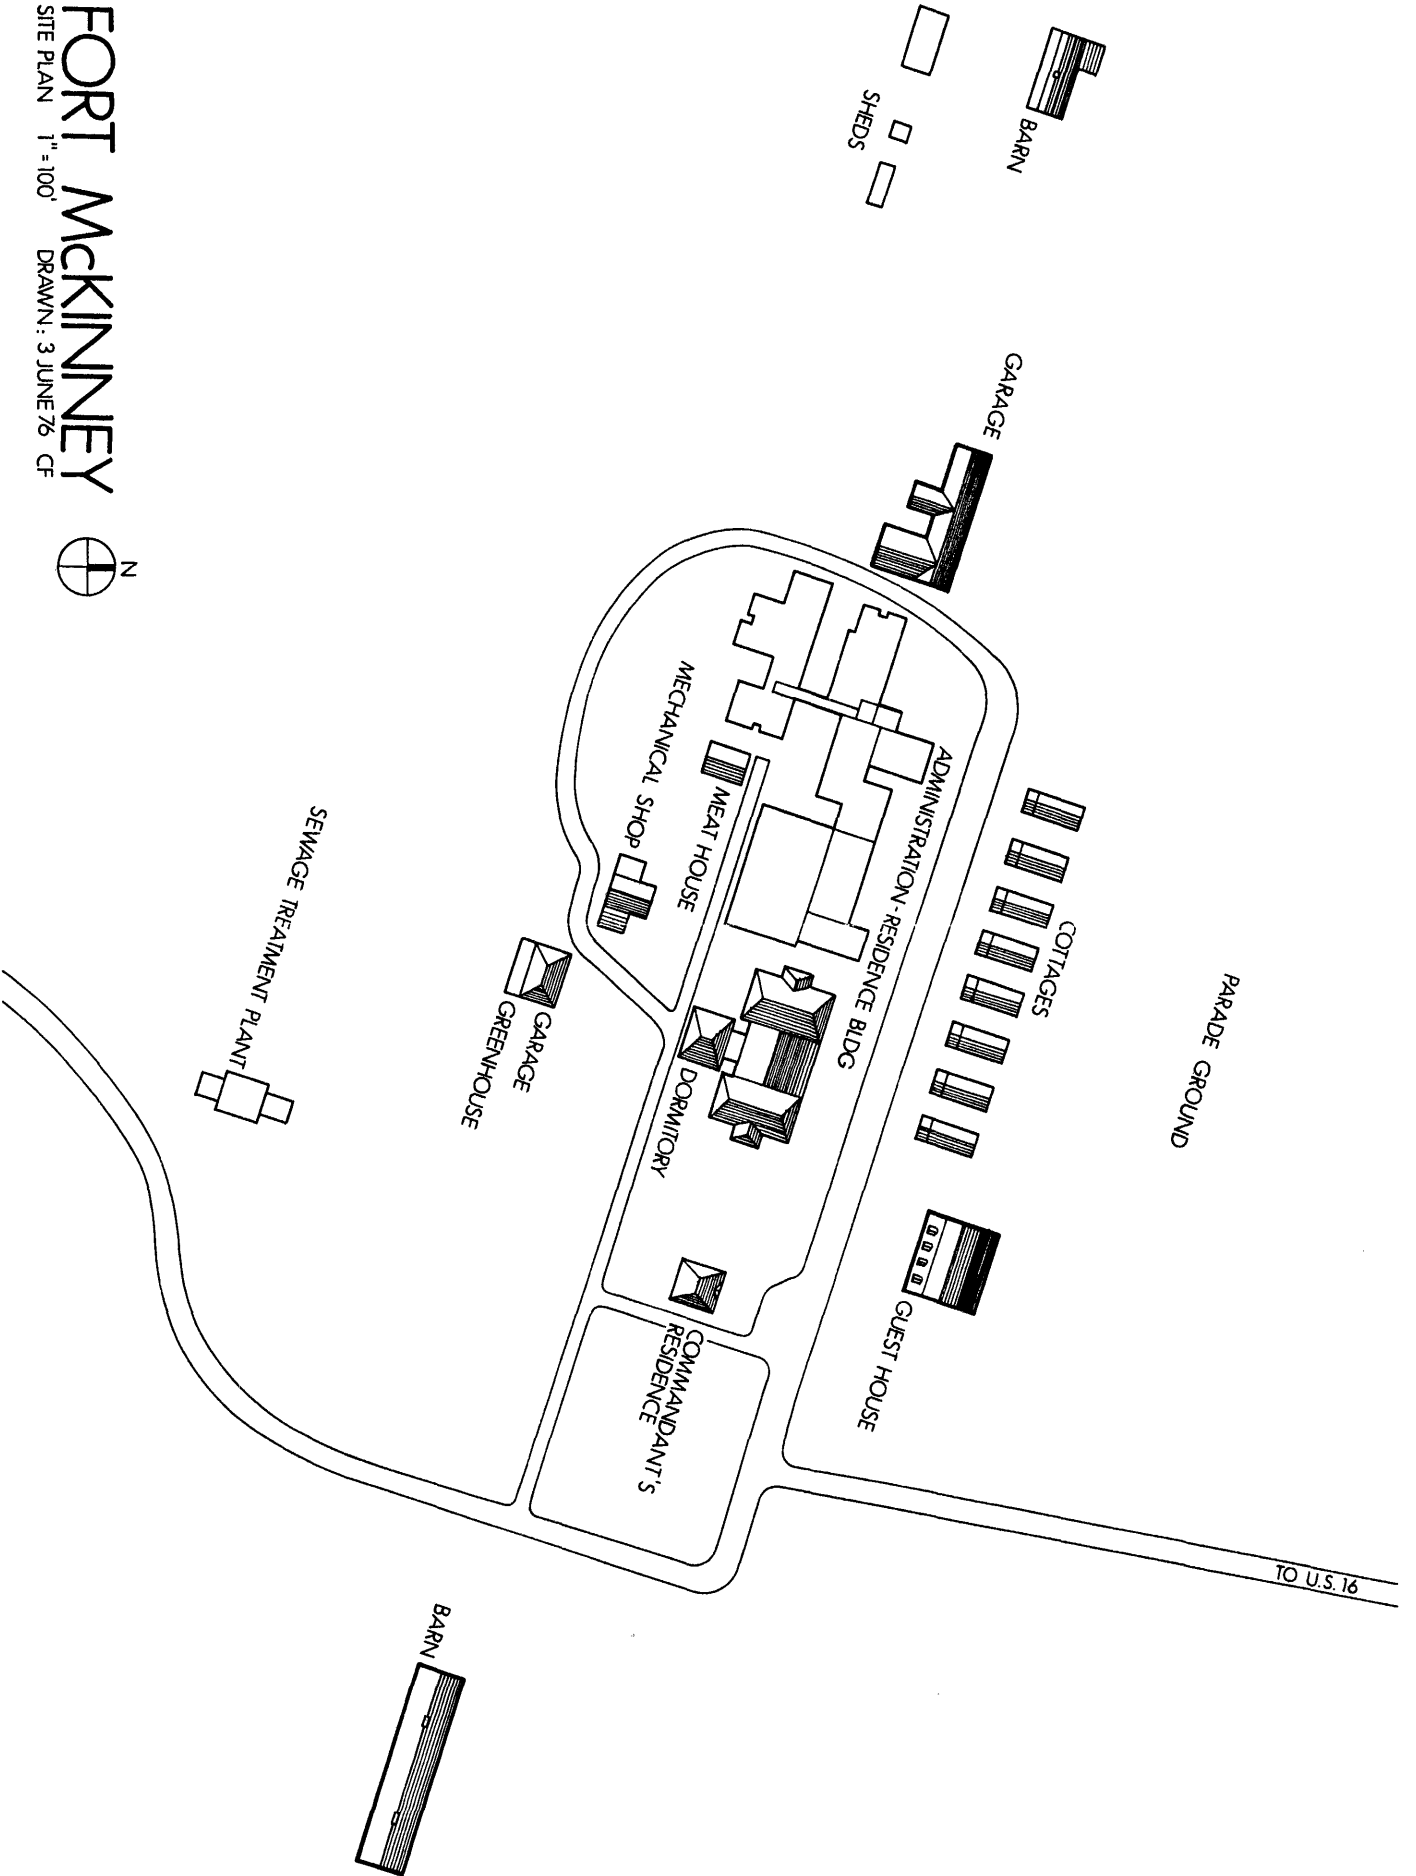 BARN
SHEDS
GARAGE
PARADE GROUND
COTTAGES
ADMINISTRATION-RESIDENCE BLDG
GUEST HOUSE
TO U.S. 16
MEAT HOUSE
MECHANICAL SHOP
DORMITORY
COMMANDANT'S
RESIDENCE
GARAGE
GREENHOUSE
SEWAGE TREATMENT PLANT
BARN
FORT McKINNEY
SITE PLAN 1"=100' DRAWN: 3 JUNE 76 CF
N